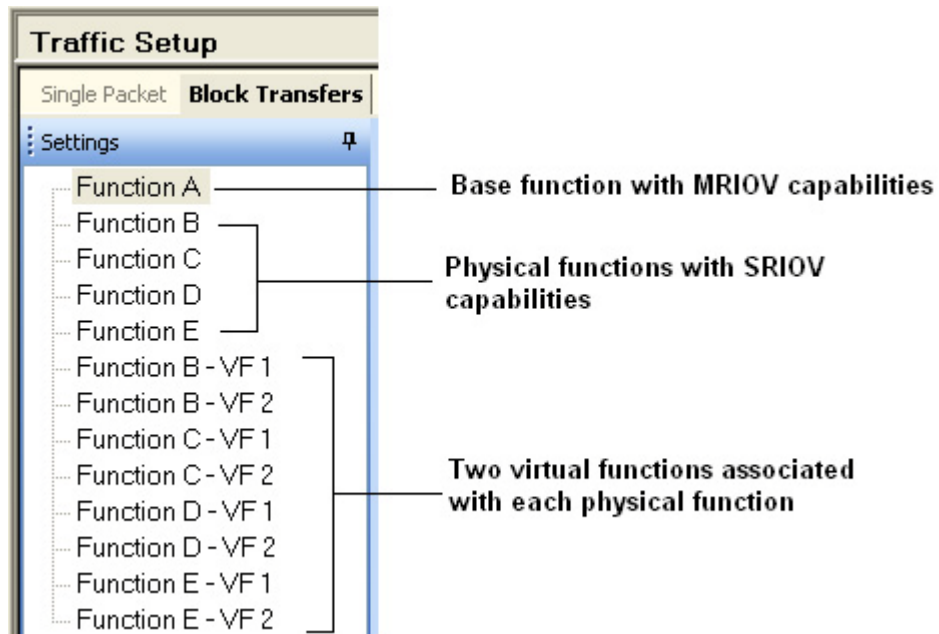 Traffic Setup
Single Packet Block Transfers
Settings
Function A
Base function with MRIOV capabilities
Function B
Function C
Function D
Function E
Physical functions with SRIOV
capabilities
Function B - VF 1
Function B - VF 2
Function C - VF 1
Function C - VF 2
Function D - VF 1
Function D - VF 2
Function E - VF 1
Function E - VF 2
Two virtual functions associated
with each physical function